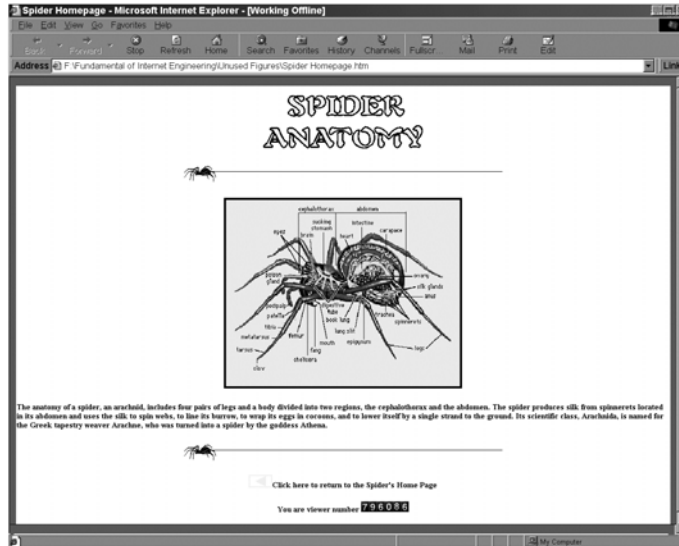 Spider Homepage - Microsoft Internet Explorer - [Working Offline]
File Edit View Go Favorites Help
Back Forward Stop Refresh Home Search Favorites History Channels Fullscr... Mail Print Edit
Address F:\Fundamental of Internet Engineering\Unused Figures\Spider Homepage.htm Link
SPIDER
ANATOMY
cephalothorax abdomen
sucking stomach intestine
eyes brain heart carapace
poison gland ovary
silk glands
anus
pedipalp digestive tube trachea
patella book lung spinnerets
tibia femur lung slit
metatarsus mouth epigynum
tarsus fang legs
claw
The anatomy of a spider, an arachnid, includes four pairs of legs and a body divided into two regions, the cephalothorax and the abdomen. The spider produces silk from spinnerets located
in its abdomen and uses the silk to spin webs, to line its burrow, to wrap its eggs in cocoons, and to lower itself by a single strand to the ground. Its scientific class, Arachnida, is named for
the Greek tapestry weaver Arachne, who was turned into a spider by the goddess Athena.
Click here to return to the Spider's Home Page
You are viewer number 796086
My Computer